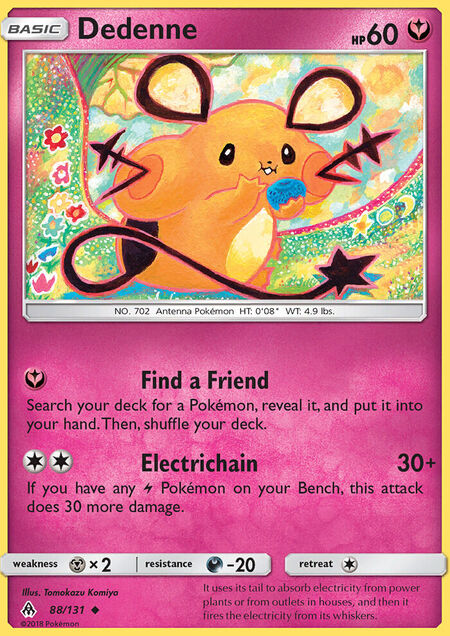 BASIC Dedenne HP60
NO. 702 Antenna Pokémon HT: 0'08" WT: 4.9 lbs.
Find a Friend
Search your deck for a Pokémon, reveal it, and put it into
your hand. Then, shuffle your deck.
Electrichain 30+
If you have any Pokémon on your Bench, this attack
does 30 more damage.
weakness ×2 resistance -20 retreat
Illus. Tomokazu Komiya
88/131
©2018 Pokémon
It uses its tail to absorb electricity from power
plants or from outlets in houses, and then it
fires the electricity from its whiskers.